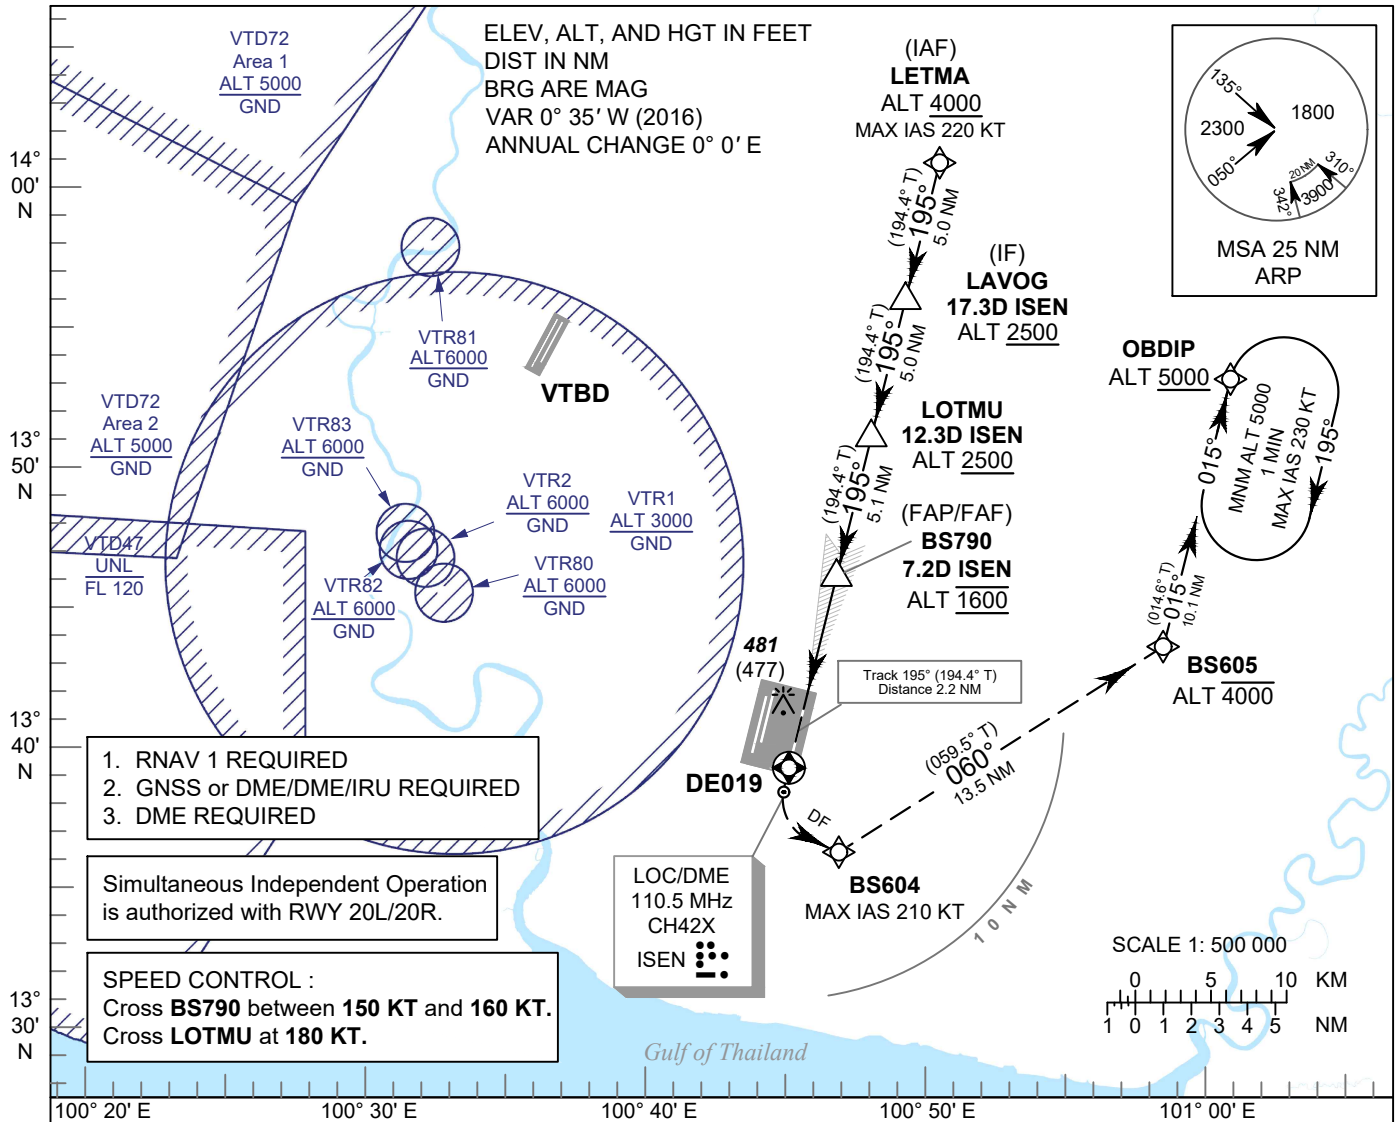 VTD72
Area 1
ALT 5000
GND
ELEV, ALT, AND HGT IN FEET
DIST IN NM
BRG ARE MAG
VAR 0° 35′ W (2016)
ANNUAL CHANGE 0° 0′ E
(IAF)
LETMA
ALT 4000
MAX IAS 220 KT
135°
1800
2300
050°
20 NM
310°
3900
342°
MSA 25 NM
ARP
14°
00'
N
(194.4° T)
195°
5.0 NM
(IF)
LAVOG
17.3D ISEN
ALT 2500
VTR81
ALT6000
GND
VTBD
(194.4° T)
195°
5.0 NM
OBDIP
ALT 5000
MNM ALT 5000
1 MIN
MAX IAS 230 KT
195°
015°
VTD72
Area 2
ALT 5000
GND
13°
50'
N
VTR83
ALT 6000
GND
LOTMU
12.3D ISEN
ALT 2500
VTR2
ALT 6000
GND
VTR1
ALT 3000
GND
(194.4° T)
195°
5.1 NM
(FAP/FAF)
BS790
7.2D ISEN
ALT 1600
VTD47
UNL
FL 120
VTR82
ALT 6000
GND
VTR80
ALT 6000
GND
(014.6° T)
015°
10.1 NM
481
(477)
Track 195° (194.4° T)
Distance 2.2 NM
BS605
ALT 4000
13°
40'
N
1. RNAV 1 REQUIRED
2. GNSS or DME/DME/IRU REQUIRED
3. DME REQUIRED
DE019
(059.5° T)
060°
13.5 NM
DF
Simultaneous Independent Operation
is authorized with RWY 20L/20R.
LOC/DME
110.5 MHz
CH42X
ISEN
BS604
MAX IAS 210 KT
10 NM
SPEED CONTROL :
Cross BS790 between 150 KT and 160 KT.
Cross LOTMU at 180 KT.
13°
30'
N
SCALE 1: 500 000
0 5 10 KM
1 0 1 2 3 4 5 NM
Gulf of Thailand
100° 20' E
100° 30' E
100° 40' E
100° 50' E
101° 00' E